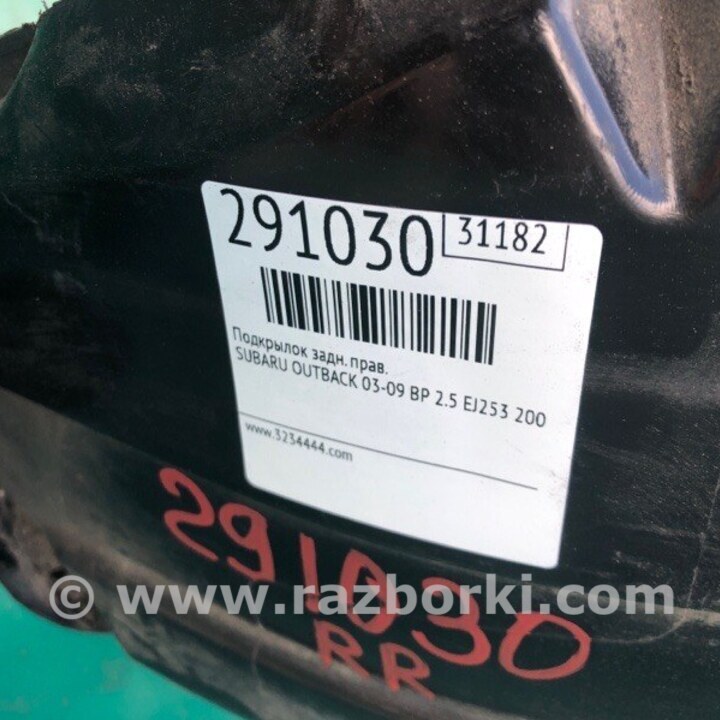 291030
31182
Подкрылок задн. прав.
SUBARU OUTBACK 03-09 BP 2.5 EJ253 200
www.3234444.com
291030
RR
© www.razborki.com